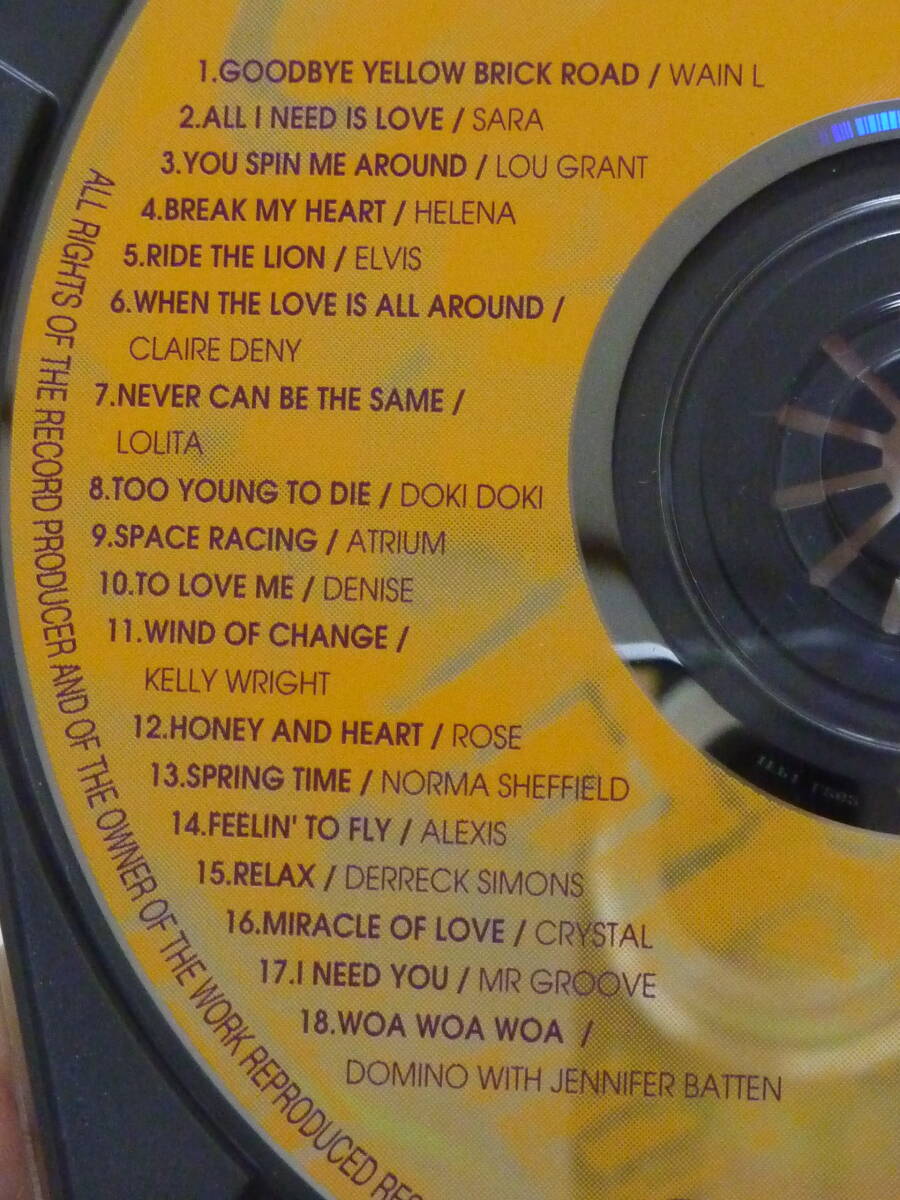 1.GOODBYE YELLOW BRICK ROAD / WAIN L
2.ALL I NEED IS LOVE / SARA
3.YOU SPIN ME AROUND / LOU GRANT
4.BREAK MY HEART / HELENA
5.RIDE THE LION / ELVIS
6.WHEN THE LOVE IS ALL AROUND /
CLAIRE DENY
7.NEVER CAN BE THE SAME /
LOLITA
8.TOO YOUNG TO DIE / DOKI DOKI
9.SPACE RACING / ATRIUM
10.TO LOVE ME / DENISE
11.WIND OF CHANGE /
KELLY WRIGHT
12.HONEY AND HEART / ROSE
13.SPRING TIME / NORMA SHEFFIELD
14.FEELIN' TO FLY / ALEXIS
15.RELAX / DERRECK SIMONS
16.MIRACLE OF LOVE / CRYSTAL
17.I NEED YOU / MR GROOVE
18.WOA WOA WOA /
DOMINO WITH JENNIFER BATTEN
ALL RIGHTS OF THE RECORD PRODUCER AND OF THE OWNER OF THE WORK REPRODUCED RES